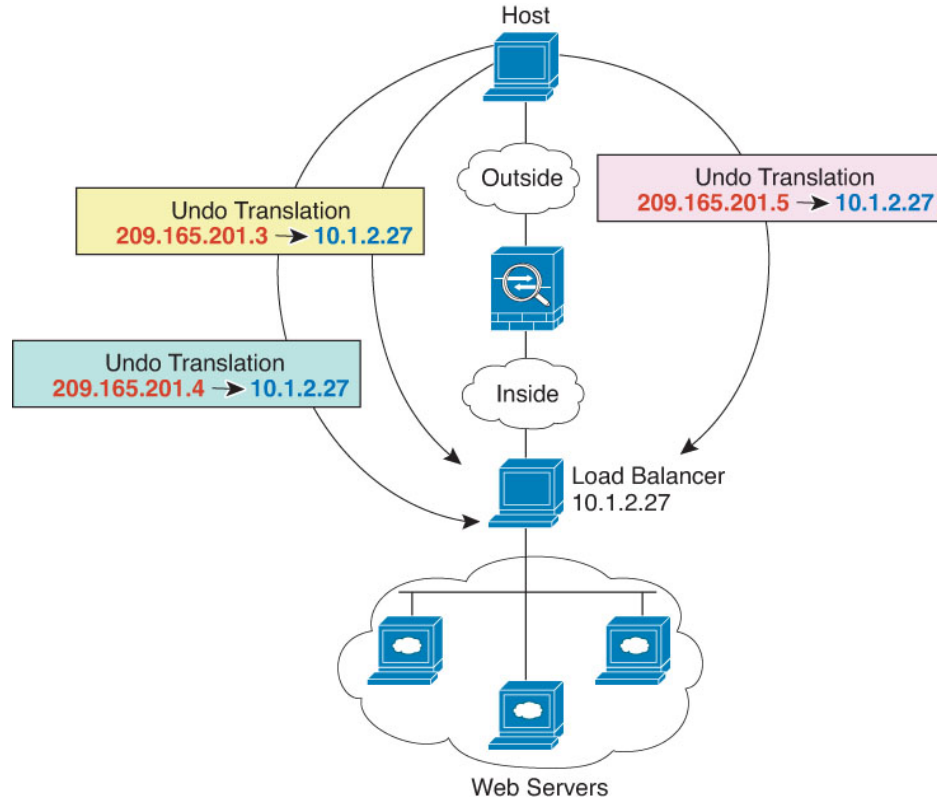 Host
Outside
Undo Translation
209.165.201.5 → 10.1.2.27
Undo Translation
209.165.201.3 → 10.1.2.27
Undo Translation
209.165.201.4 → 10.1.2.27
Inside
Load Balancer
10.1.2.27
Web Servers